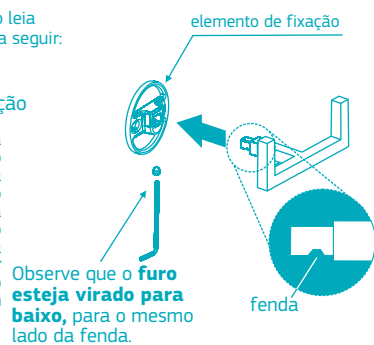 o leia
a seguir:
elemento de fixação
ção
Observe que o furo
esteja virado para
baixo, para o mesmo
lado da fenda.
fenda